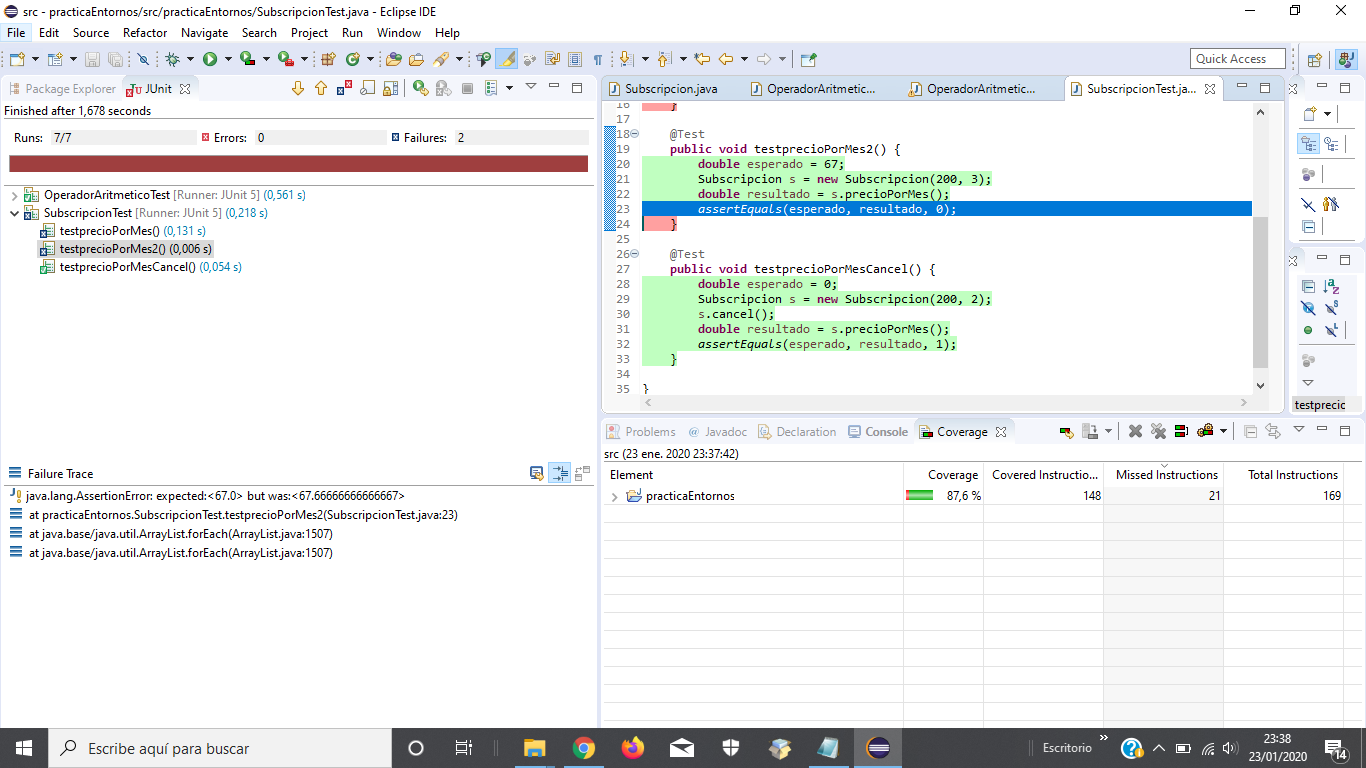 src - practicaEntornos/src/practicaEntornos/SubscripcionTest.java - Eclipse IDE
File Edit Source Refactor Navigate Search Project Run Window Help
Quick Access
Package Explorer JUnit
Finished after 1,678 seconds
Runs: 7/7 Errors: 0 Failures: 2
OperadorAritmeticoTest [Runner: JUnit 5] (0,561 s)
SubscripcionTest [Runner: JUnit 5] (0,218 s)
testprecioPorMes() (0,131 s)
testprecioPorMes2() (0,006 s)
testprecioPorMesCancel() (0,054 s)
Failure Trace
java.lang.AssertionError: expected:<67.0> but was:<67.66666666666667>
at practicaEntornos.SubscripcionTest.testprecioPorMes2(SubscripcionTest.java:23)
at java.base/java.util.ArrayList.forEach(ArrayList.java:1507)
at java.base/java.util.ArrayList.forEach(ArrayList.java:1507)
Subscripcion.java OperadorAritmetic... OperadorAritmetic... SubscripcionTest.ja...
16 }
17
18 @Test
19 public void testprecioPorMes2() {
20 double esperado = 67;
21 Subscripcion s = new Subscripcion(200, 3);
22 double resultado = s.precioPorMes();
23 assertEquals(esperado, resultado, 0);
24 }
25
26 @Test
27 public void testprecioPorMesCancel() {
28 double esperado = 0;
29 Subscripcion s = new Subscripcion(200, 2);
30 s.cancel();
31 double resultado = s.precioPorMes();
32 assertEquals(esperado, resultado, 1);
33 }
34
35 }
testprecic
Problems @ Javadoc Declaration Console Coverage
src (23 ene. 2020 23:37:42)
Element Coverage Covered Instructio... Missed Instructions Total Instructions
practicaEntornos 87,6 % 148 21 169
Escribe aquí para buscar
Escritorio
23:38
23/01/2020
14